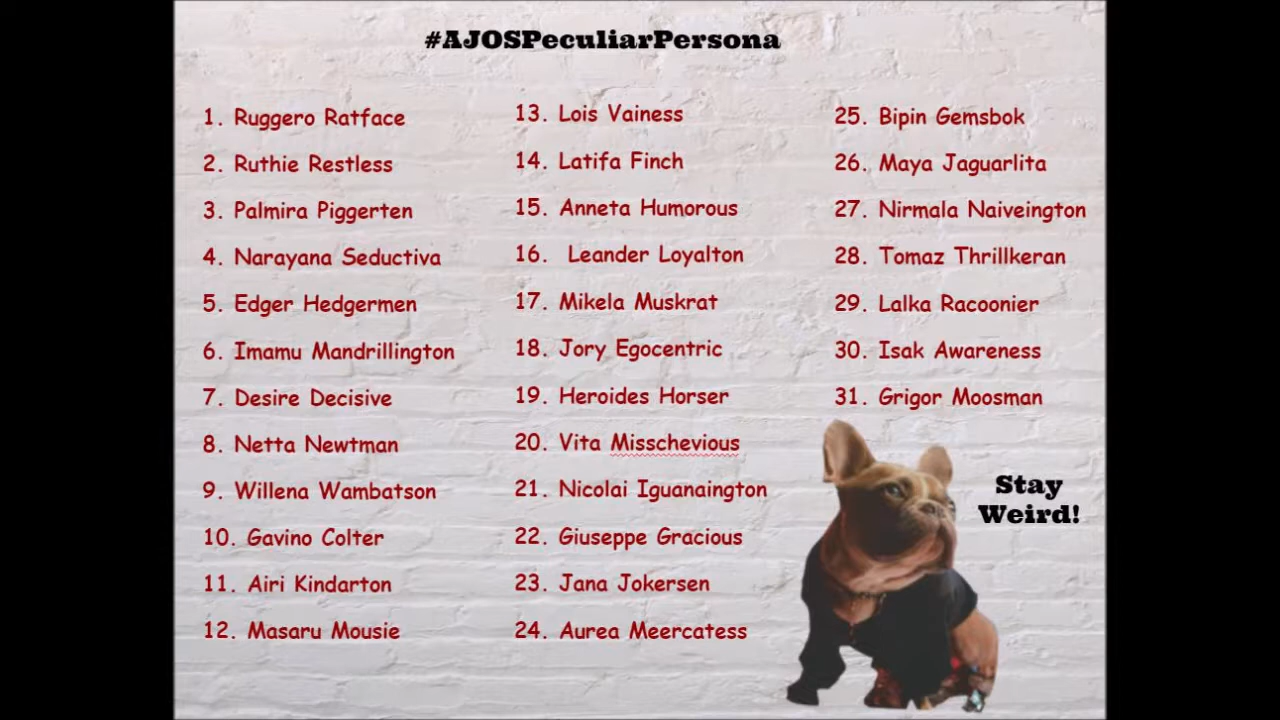 #AJOSPeculiarPersona
1. Ruggero Ratface
2. Ruthie Restless
3. Palmira Piggerten
4. Narayana Seductiva
5. Edger Hedgermen
6. Imamu Mandrillington
7. Desire Decisive
8. Netta Newtman
9. Willena Wambatson
10. Gavino Colter
11. Airi Kindarton
12. Masaru Mousie
13. Lois Vainess
14. Latifa Finch
15. Anneta Humorous
16. Leander Loyalton
17. Mikela Muskrat
18. Jory Egocentric
19. Heroides Horser
20. Vita Misschevious
21. Nicolai Iguanaington
22. Giuseppe Gracious
23. Jana Jokersen
24. Aurea Meercatess
25. Bipin Gemsbok
26. Maya Jaguarlita
27. Nirmala Naiveington
28. Tomaz Thrillkeran
29. Lalka Racoonier
30. Isak Awareness
31. Grigor Moosman
Stay
Weird!